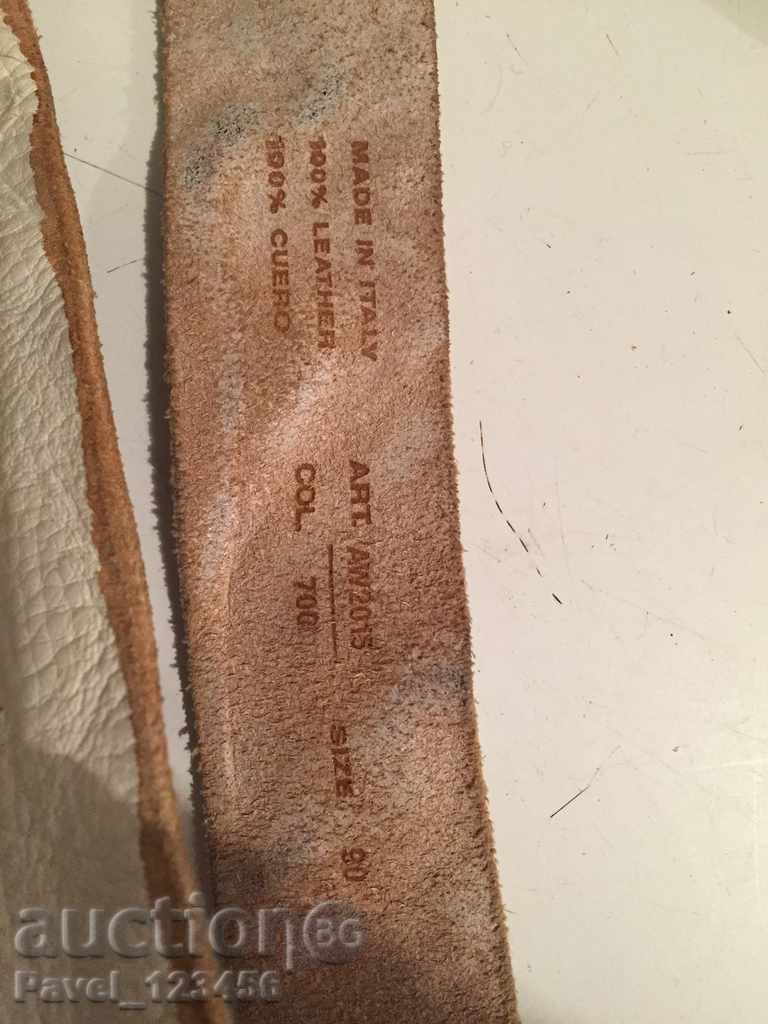 MADE IN ITALY
100% LEATHER
100% CUERO
ART. AW2015
COL. 700
SIZE 90
auction BG
Pavel_123456